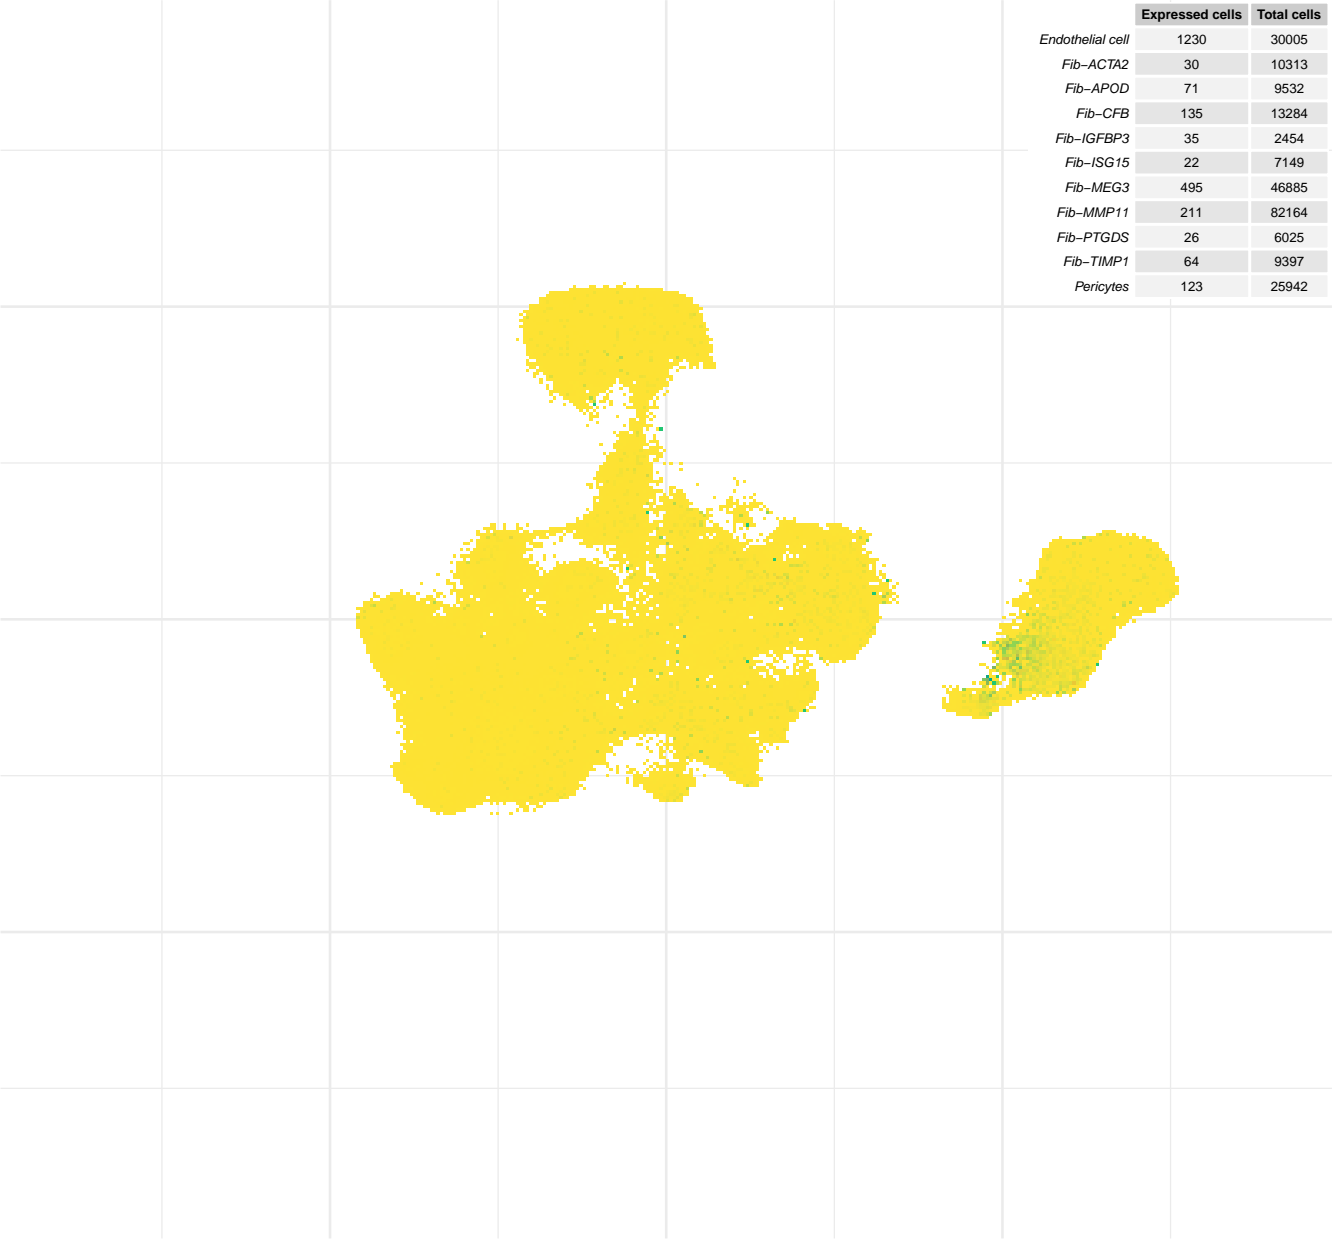 Expressed cells Total cells
Endothelial cell 1230 30005
Fib−ACTA2 30 10313
Fib−APOD 71 9532
Fib−CFB 135 13284
Fib−IGFBP3 35 2454
Fib−ISG15 22 7149
Fib−MEG3 495 46885
Fib−MMP11 211 82164
Fib−PTGDS 26 6025
Fib−TIMP1 64 9397
Pericytes 123 25942